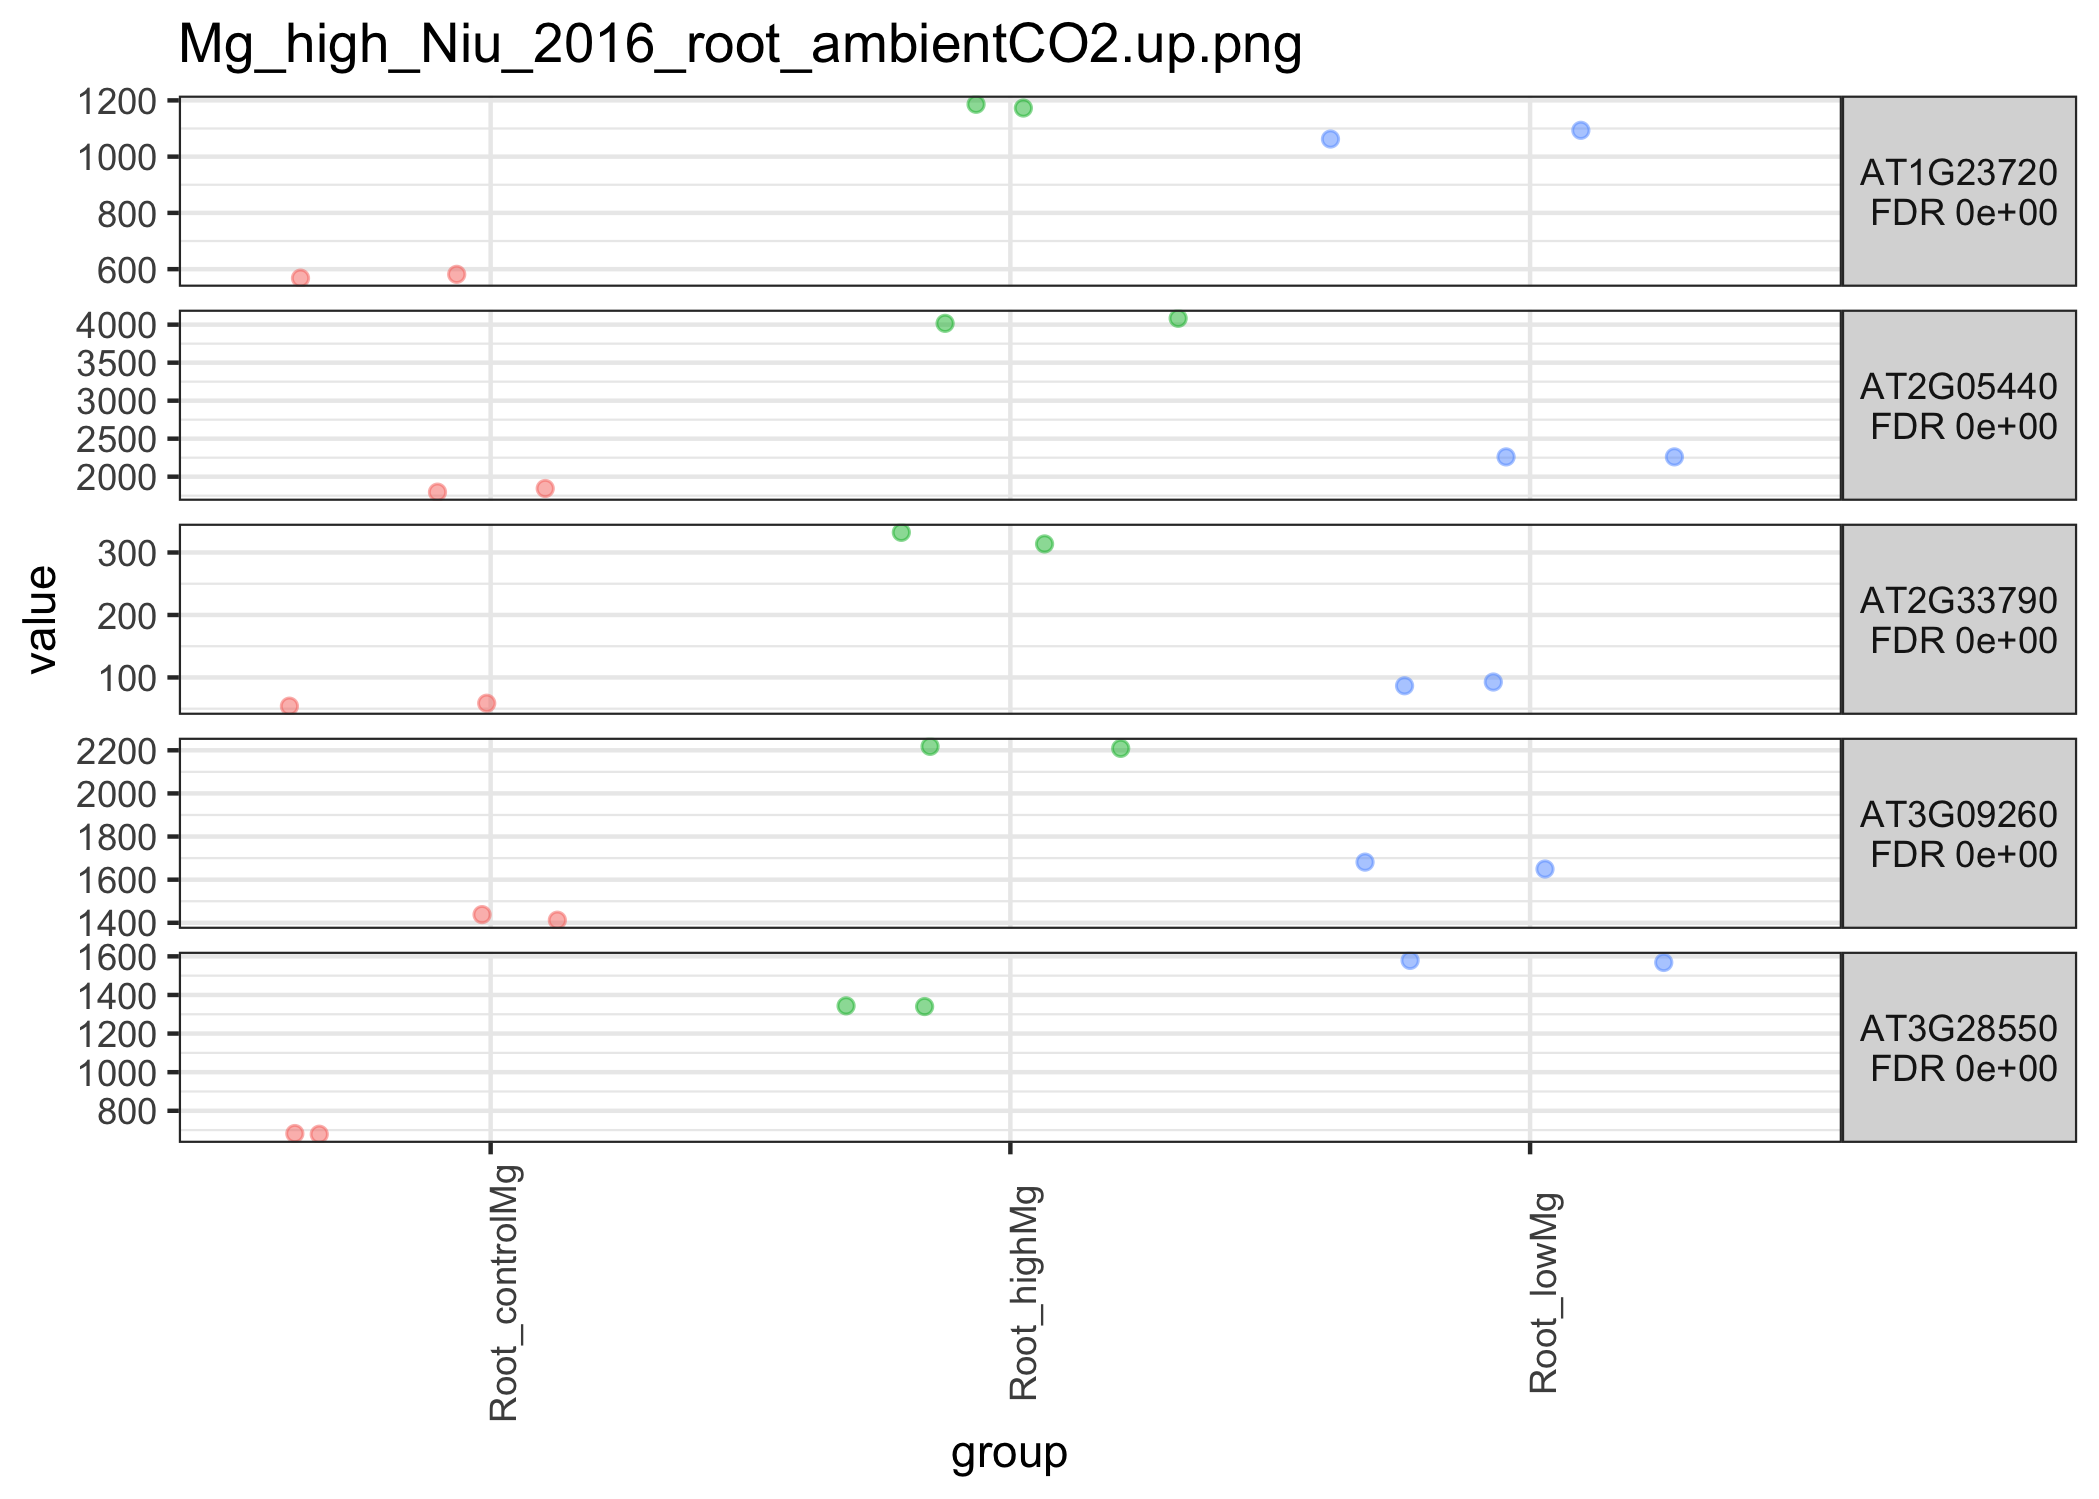 Mg_high_Niu_2016_root_ambientCO2.up.png
value
1200
1000
800
600
AT1G23720
FDR 0e+00
4000
3500
3000
2500
2000
AT2G05440
FDR 0e+00
300
200
100
AT2G33790
FDR 0e+00
2200
2000
1800
1600
1400
AT3G09260
FDR 0e+00
1600
1400
1200
1000
800
AT3G28550
FDR 0e+00
Root_controlMg
Root_highMg
Root_lowMg
group